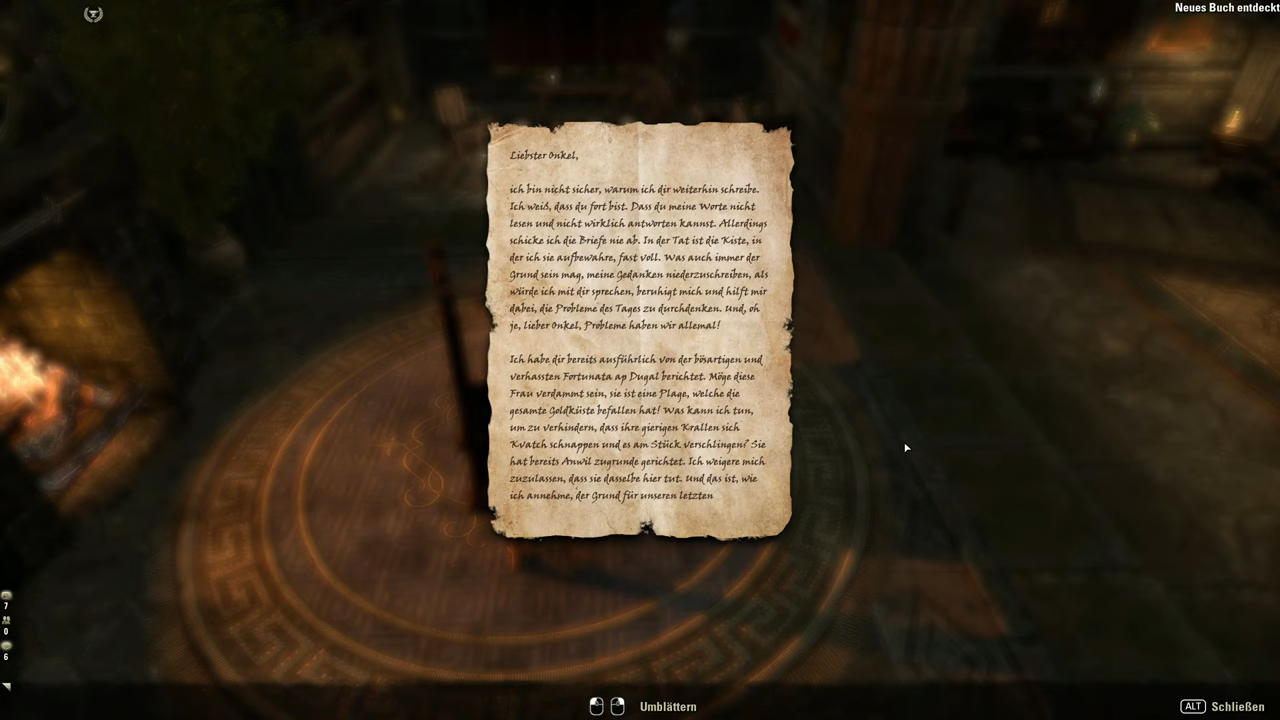 Neues Buch entdeckt
Liebster Onkel,
ich bin nicht sicher, warum ich dir weiterhin schreibe.
Ich weiß, dass du fort bist. Dass du meine Worte nicht
lesen und nicht wirklich antworten kannst. Allerdings
schicke ich die Briefe nie ab. In der Tat ist die Kiste, in
der ich sie aufbewahre, fast voll. Was auch immer der
Grund sein mag, meine Gedanken niederzuschreiben, als
würde ich mit dir sprechen, beruhigt mich und hilft mir
dabei, die Probleme des Tages zu durchdenken. Und, oh
je, lieber Onkel, Probleme haben wir allemal!
Ich habe dir bereits ausführlich von der bösartigen und
verhassten Fortunata ap Dugal berichtet. Möge diese
Frau verdammt sein, sie ist eine Plage, welche die
gesamte Goldküste befallen hat! Was kann ich tun,
um zu verhindern, dass ihre gierigen Krallen sich
Kvatch schnappen und es am Stück verschlingen? Sie
hat bereits Anwil zugrunde gerichtet. Ich weigere mich
zuzulassen, dass sie dasselbe hier tut. Und das ist, wie
ich annehme, der Grund für unseren letzten
7
0
6
Umblättern
ALT Schließen